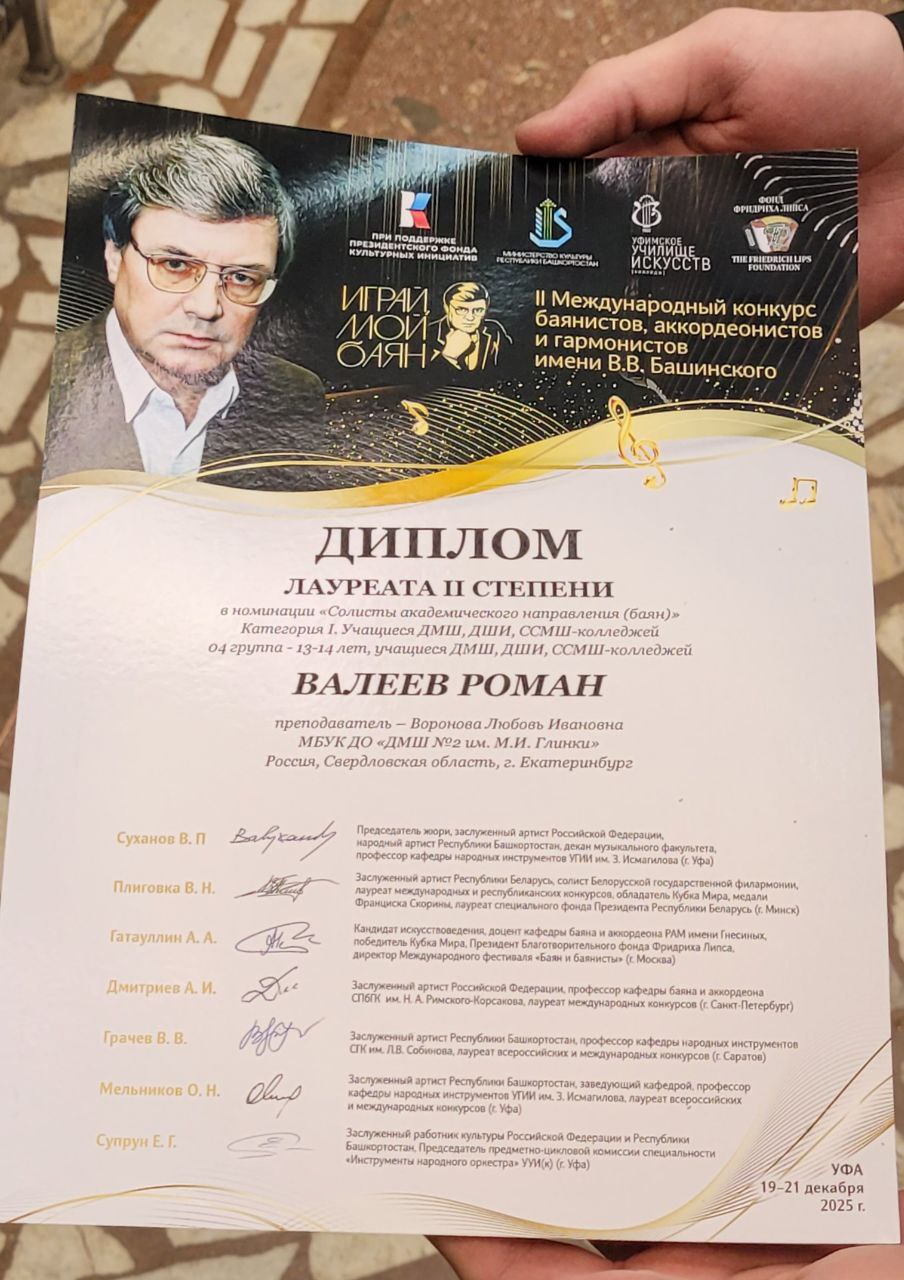 ПРИ ПОДДЕРЖКЕ
ПРЕЗИДЕНТСКОГО ФОНДА
КУЛЬТУРНЫХ ИНИЦИАТИВ
МИНИСТЕРСТВО КУЛЬТУРЫ
РЕСПУБЛИКИ БАШКОРТОСТАН
УФИМСКОЕ
УЧИЛИЩЕ
ИСКУССТВ
(КОЛЛЕДЖ)
ФОНД
ФРИДРИХА ЛИПСА
THE FRIEDRICH LIPS
FOUNDATION
ИГРАЙ,
МОЙ
БАЯН
II Международный конкурс
баянистов, аккордеонистов
и гармонистов
имени В.В. Башинского
ДИПЛОМ
ЛАУРЕАТА II СТЕПЕНИ
в номинации «Солисты академического направления (баян)»
Категория I. Учащиеся ДМШ, ДШИ, ССМШ-колледжей
04 группа - 13-14 лет, учащиеся ДМШ, ДШИ, ССМШ-колледжей
ВАЛЕЕВ РОМАН
преподаватель – Воронова Любовь Ивановна
МБУК ДО «ДМШ №2 им. М.И. Глинки»
Россия, Свердловская область, г. Екатеринбург
Суханов В. П
Председатель жюри, заслуженный артист Российской Федерации,
народный артист Республики Башкортостан, декан музыкального факультета,
профессор кафедры народных инструментов УГИИ им. З. Исмагилова (г. Уфа)
Плиговка В. Н.
Заслуженный артист Республики Беларусь, солист Белорусской государственной филармонии,
лауреат международных и республиканских конкурсов, обладатель Кубка Мира, медали
Франциска Скорины, лауреат специального фонда Президента Республики Беларусь (г. Минск)
Гатауллин А. А.
Кандидат искусствоведения, доцент кафедры баяна и аккордеона РАМ имени Гнесиных,
победитель Кубка Мира, Президент Благотворительного фонда Фридриха Липса,
директор Международного фестиваля «Баян и баянисты» (г. Москва)
Дмитриев А. И.
Заслуженный артист Российской Федерации, профессор кафедры баяна и аккордеона
СПбГК им. Н. А. Римского-Корсакова, лауреат международных конкурсов (г. Санкт-Петербург)
Грачев В. В.
Заслуженный артист Республики Башкортостан, профессор кафедры народных инструментов
СГК им. Л.В. Собинова, лауреат всероссийских и международных конкурсов (г. Саратов)
Мельников О. Н.
Заслуженный артист Республики Башкортостан, заведующий кафедрой, профессор
кафедры народных инструментов УГИИ им. З. Исмагилова, лауреат всероссийских
и международных конкурсов (г. Уфа)
Супрун Е. Г.
Заслуженный работник культуры Российской Федерации и Республики
Башкортостан, Председатель предметно-цикловой комиссии специальности
«Инструменты народного оркестра» УУИ(к) (г. Уфа)
УФА
19–21 декабря
2025 г.